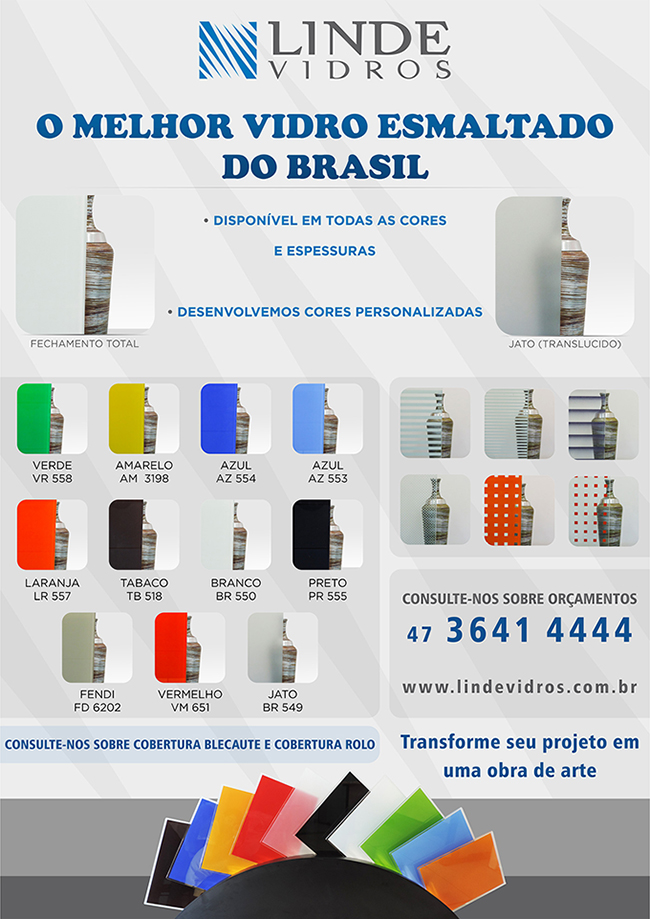 LINDE
VIDROS
O MELHOR VIDRO ESMALTADO
DO BRASIL
• DISPONÍVEL EM TODAS AS CORES
E ESPESSURAS
• DESENVOLVEMOS CORES PERSONALIZADAS
FECHAMENTO TOTAL
JATO (TRANSLUCIDO)
VERDE
VR 558
AMARELO
AM 3198
AZUL
AZ 554
AZUL
AZ 553
LARANJA
LR 557
TABACO
TB 518
BRANCO
BR 550
PRETO
PR 555
FENDI
FD 6202
VERMELHO
VM 651
JATO
BR 549
CONSULTE-NOS SOBRE ORÇAMENTOS
47 3641 4444
www.lindevidros.com.br
CONSULTE-NOS SOBRE COBERTURA BLECAUTE E COBERTURA ROLO
Transforme seu projeto em
uma obra de arte